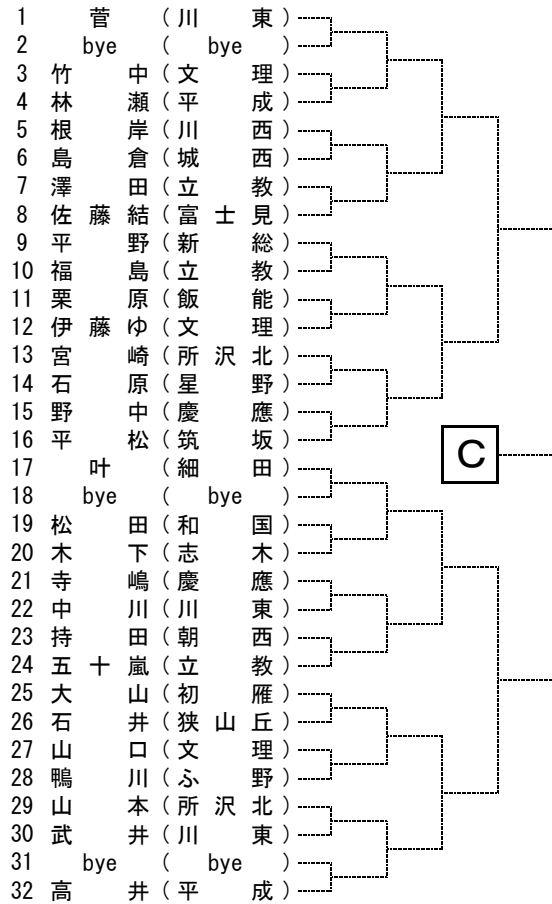 1 菅 (川 東)
2 bye ( bye )
3 竹 中 (文 理)
4 林 瀬 (平 成)
5 根 岸 (川 西)
6 島 倉 (城 西)
7 澤 田 (立 教)
8 佐 藤 結 (富 士 見)
9 平 野 (新 総)
10 福 島 (立 教)
11 栗 原 (飯 能)
12 伊 藤 ゆ (文 理)
13 宮 崎 (所 沢 北)
14 石 原 (星 野)
15 野 中 (慶 應)
16 平 松 (筑 坂)
C
17 叶 (細 田)
18 bye ( bye )
19 松 田 (和 国)
20 木 下 (志 木)
21 寺 嶋 (慶 應)
22 中 川 (川 東)
23 持 田 (朝 西)
24 五 十 嵐 (立 教)
25 大 山 (初 雁)
26 石 井 (狭 山 丘)
27 山 口 (文 理)
28 鴨 川 (ふ 野)
29 山 本 (所 沢 北)
30 武 井 (川 東)
31 bye ( bye )
32 高 井 (平 成)